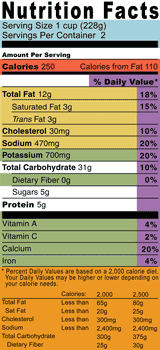 Nutrition Facts
Serving Size 1 cup (228g)
Servings Per Container 2
Amount Per Serving
Calories 250 Calories from Fat 110
% Daily Value*
Total Fat 12g 18%
Saturated Fat 3g 15%
Trans Fat 3g
Cholesterol 30mg 10%
Sodium 470mg 20%
Potassium 700mg 20%
Total Carbohydrate 31g 10%
Dietary Fiber 0g 0%
Sugars 5g
Protein 5g
Vitamin A 4%
Vitamin C 2%
Calcium 20%
Iron 4%
* Percent Daily Values are based on a 2,000 calorie diet.
Your Daily Values may be higher or lower depending on
your calorie needs.
Calories: 2,000 2,500
Total Fat Less than 65g 80g
Sat Fat Less than 20g 25g
Cholesterol Less than 300mg 300mg
Sodium Less than 2,400mg 2,400mg
Total Carbohydrate 300g 375g
Dietary Fiber 25g 30g